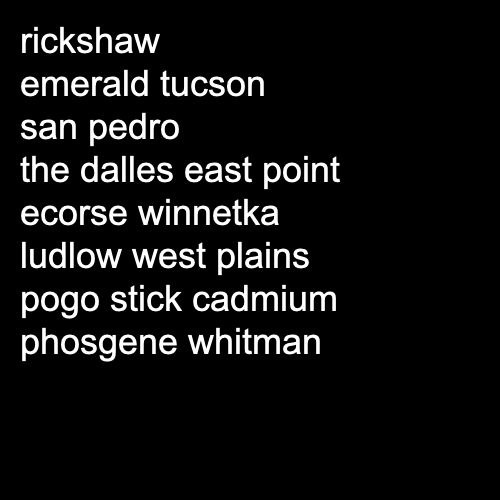 rickshaw
emerald tucson
san pedro
the dalles east point
ecorse winnetka
ludlow west plains
pogo stick cadmium
phosgene whitman